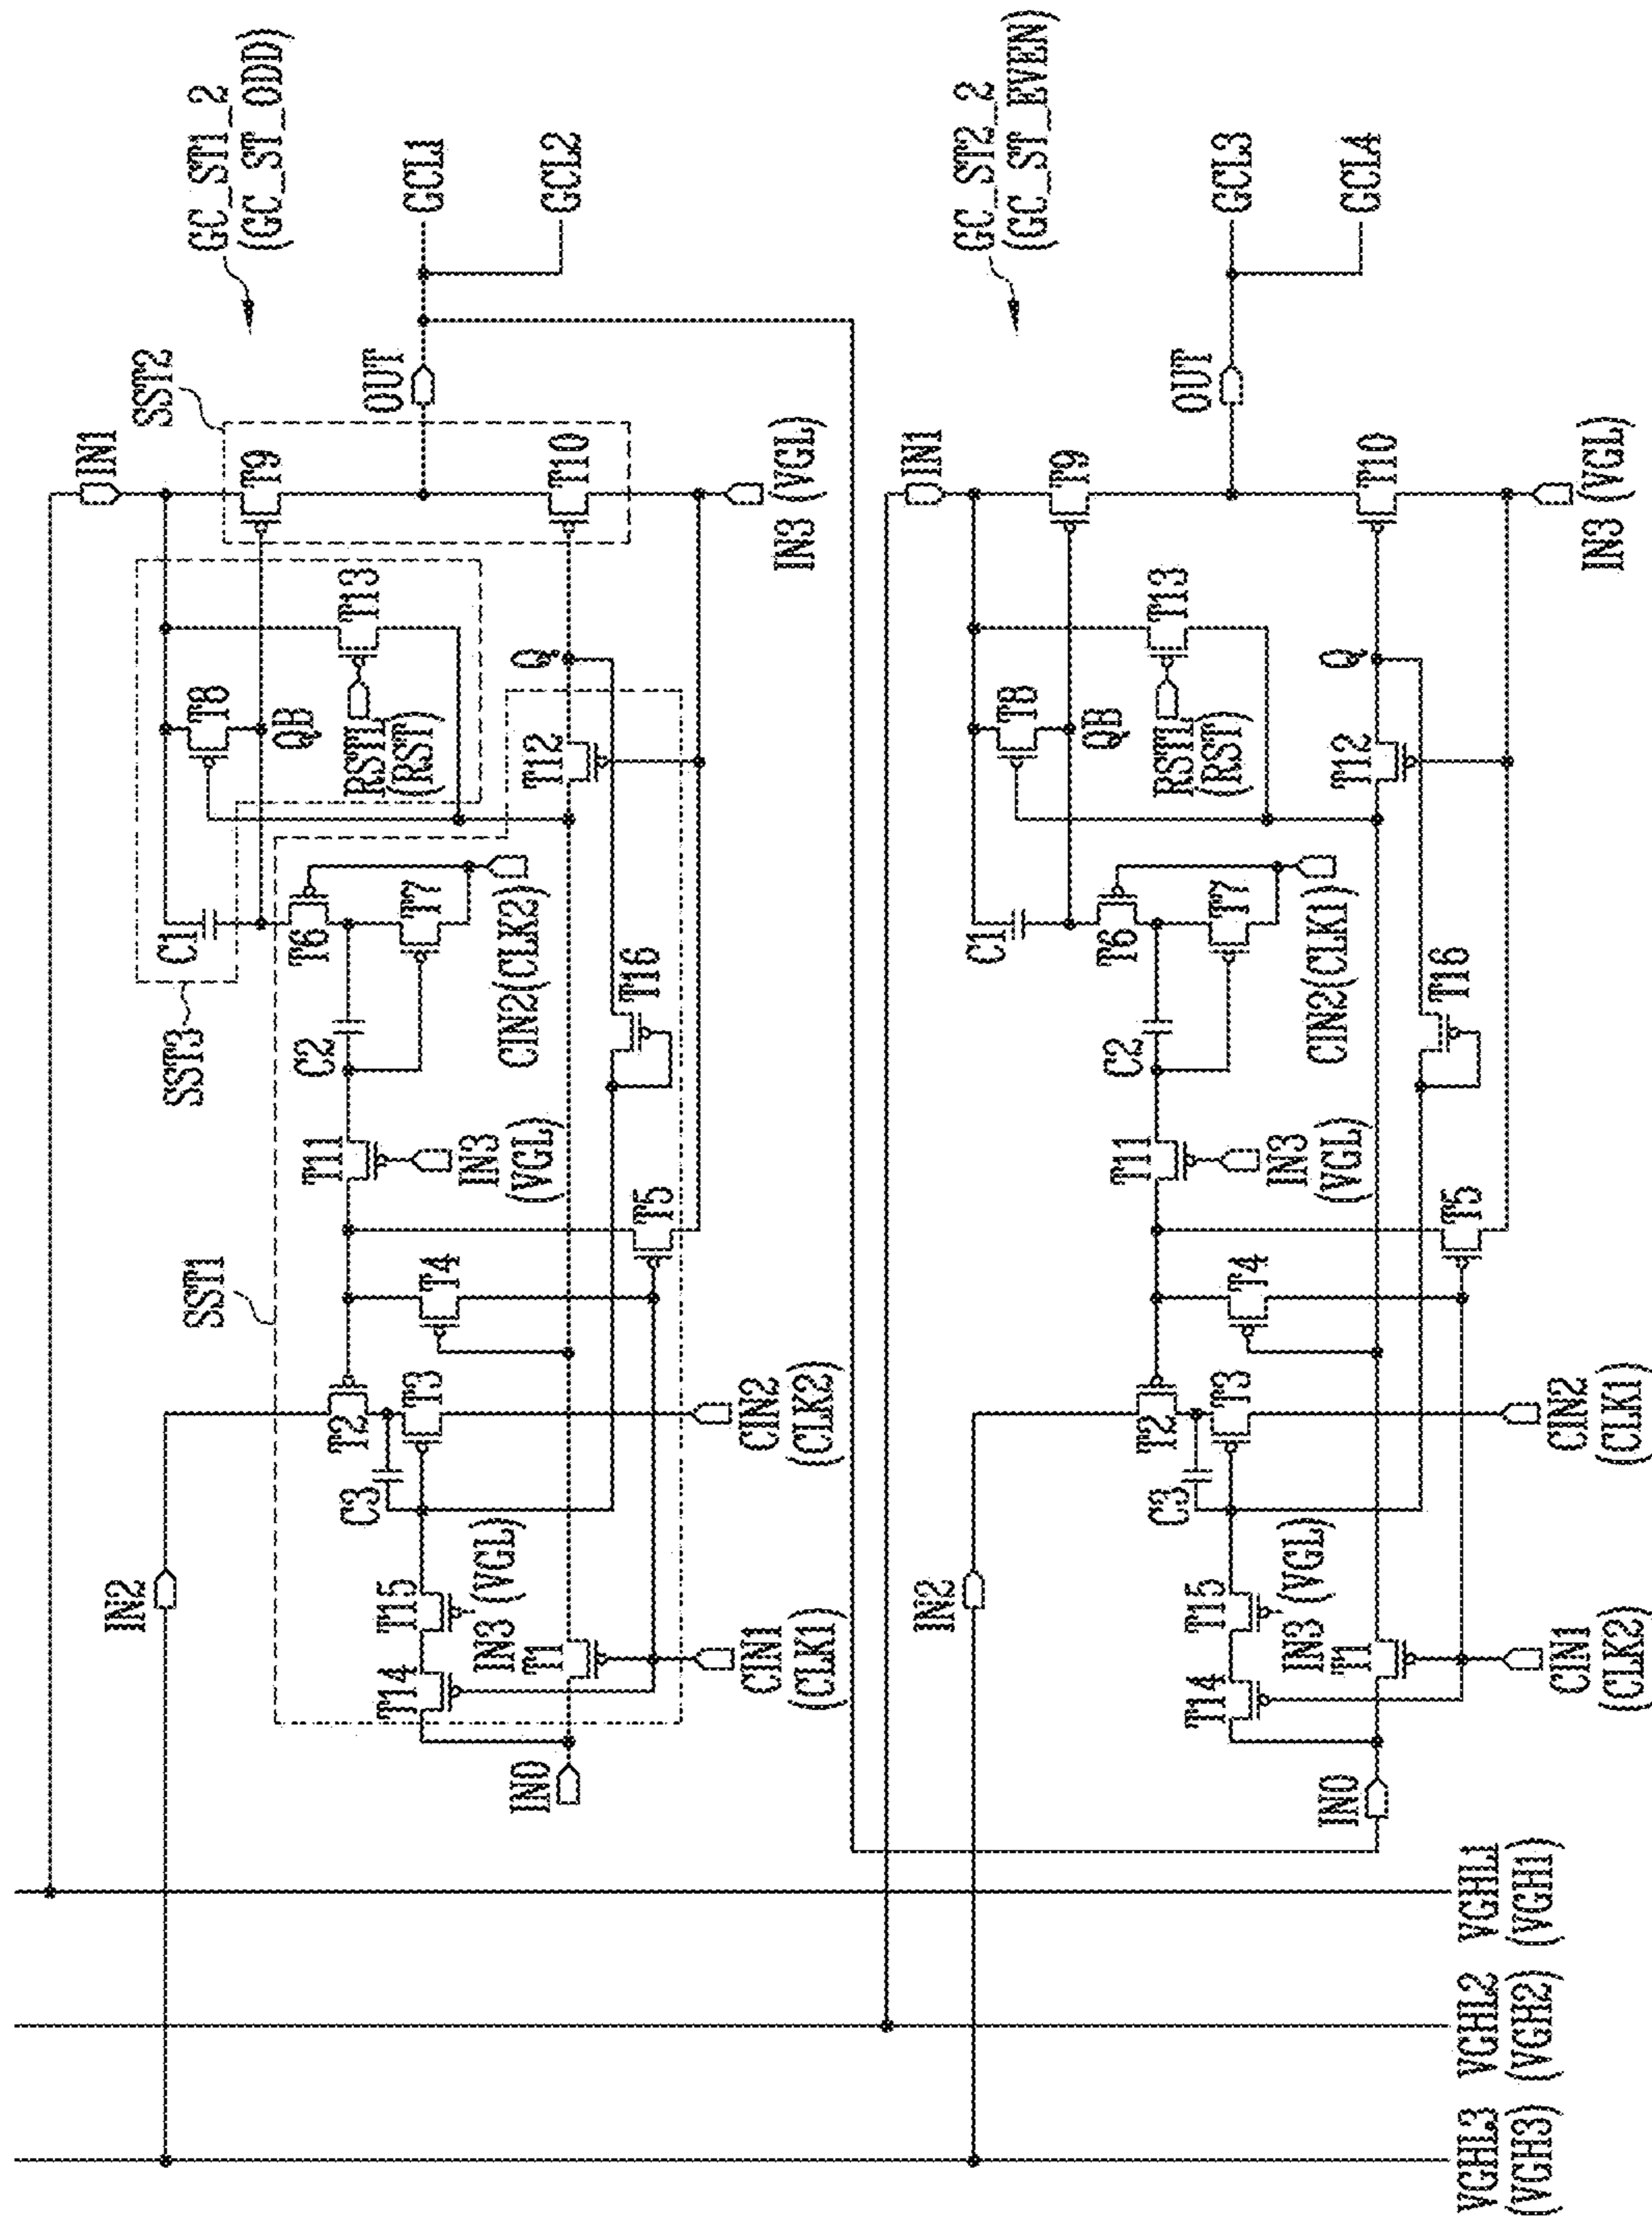 GC_ST1_2
(GC_ST_ODD)
SST2
IN1
GCL1
GCL2
OUT
T9
T10
IN3 (VGL)
SST3
T13
T8
QB
RSTL
(RST)
Q
T12
C1
T6
T7
CIN2(CLK2)
C2
T16
T11
IN3
(VGL)
T5
SST1
T4
T2
T3
C3
CIN2
(CLK2)
IN2
T15
T14
IN3 (VGL)
T1
CIN1
(CLK1)
IN0
GC_ST2_2
(GC_ST_EVEN)
GCL3
GCL4
OUT
IN1
T9
T10
IN3 (VGL)
T13
T8
QB
RSTL
(RST)
Q
T12
C1
T6
T7
CIN2(CLK1)
C2
T16
T11
IN3
(VGL)
T5
T4
T2
T3
C3
CIN2
(CLK1)
IN2
T15
T14
IN3 (VGL)
T1
CIN1
(CLK2)
IN0
VGHL1
(VGH1)
VGHL2
(VGH2)
VGHL3
(VGH3)